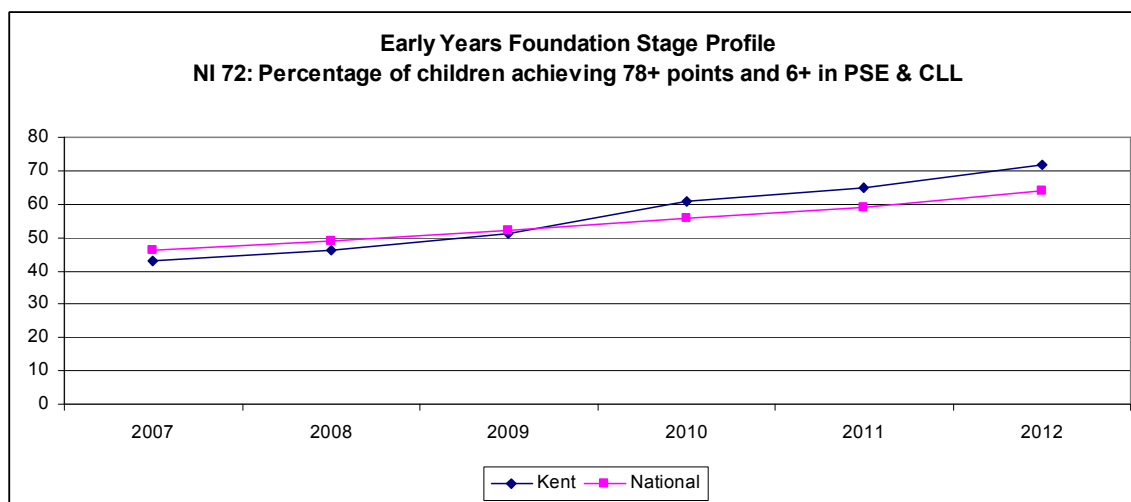 Early Years Foundation Stage Profile
NI 72: Percentage of children achieving 78+ points and 6+ in PSE & CLL
80
70
60
50
40
30
20
10
0
2007 2008 2009 2010 2011 2012
Kent National